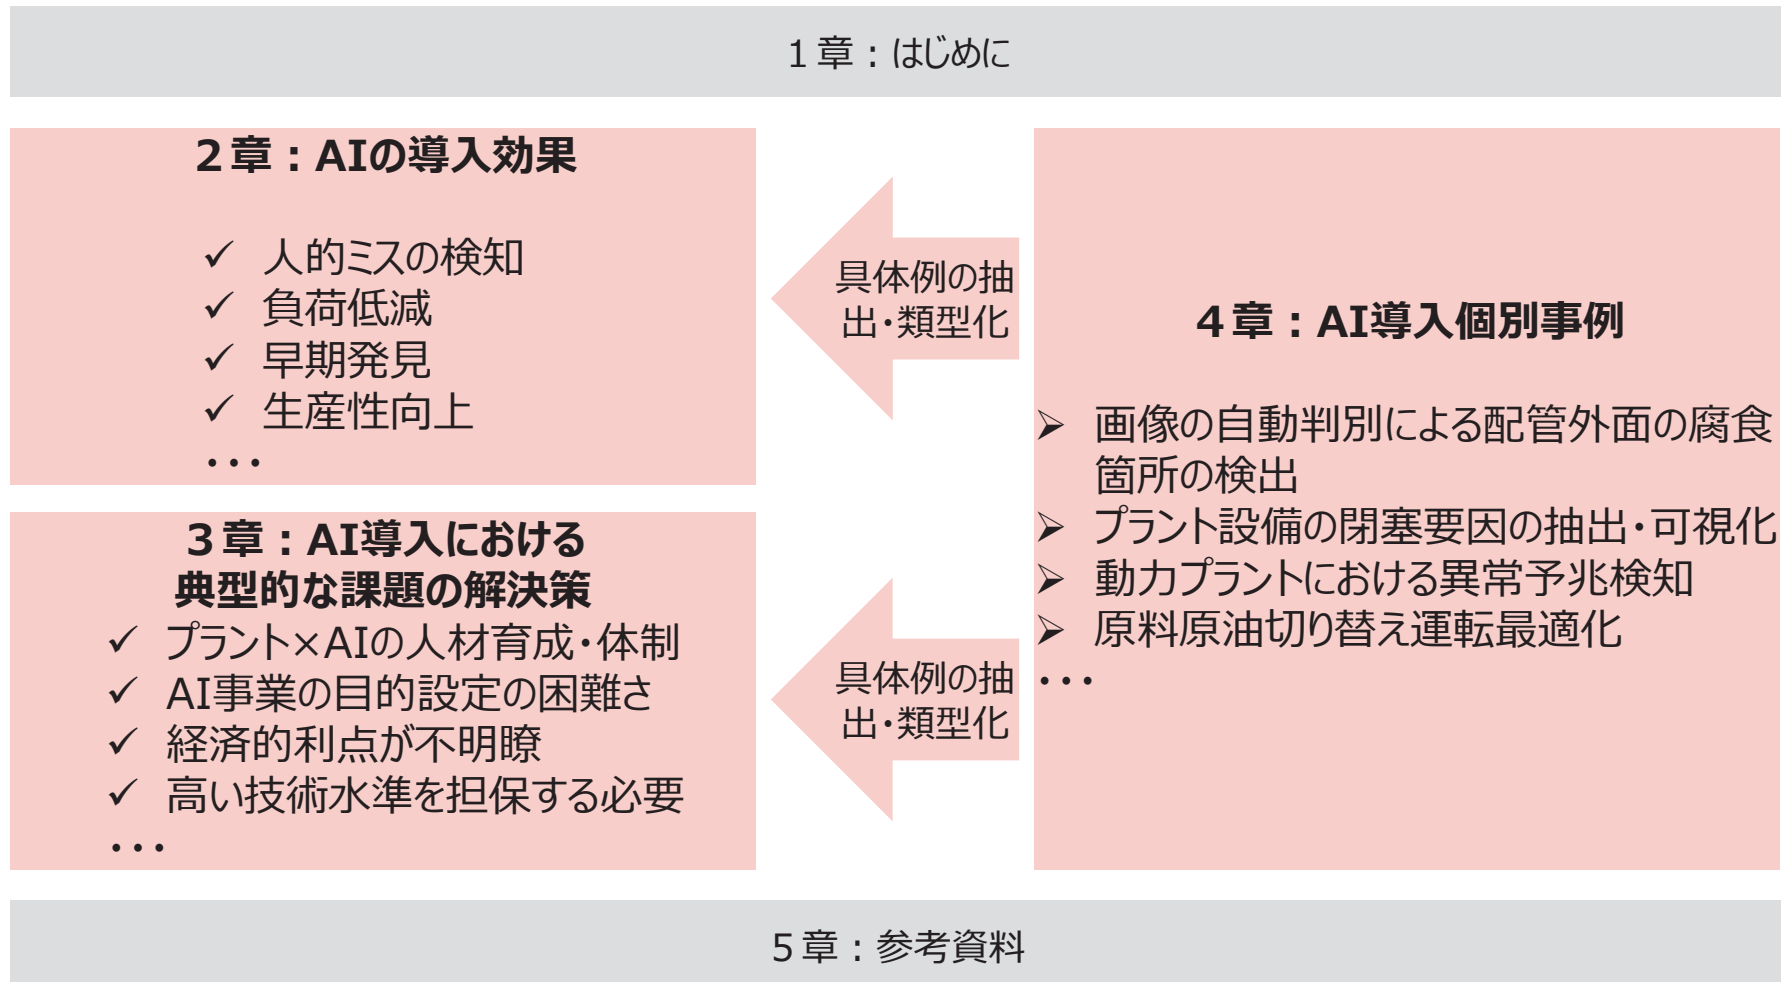 １章：はじめに
２章：AIの導入効果
✓ 人的ミスの検知
✓ 負荷低減
✓ 早期発見
✓ 生産性向上
・・・
３章：AI導入における
典型的な課題の解決策
✓ プラント×AIの人材育成・体制
✓ AI事業の目的設定の困難さ
✓ 経済的利点が不明瞭
✓ 高い技術水準を担保する必要
・・・
具体例の抽
出・類型化
具体例の抽
出・類型化
４章：AI導入個別事例
➢ 画像の自動判別による配管外面の腐食
箇所の検出
➢ プラント設備の閉塞要因の抽出・可視化
➢ 動力プラントにおける異常予兆検知
➢ 原料原油切り替え運転最適化
・・・
５章：参考資料